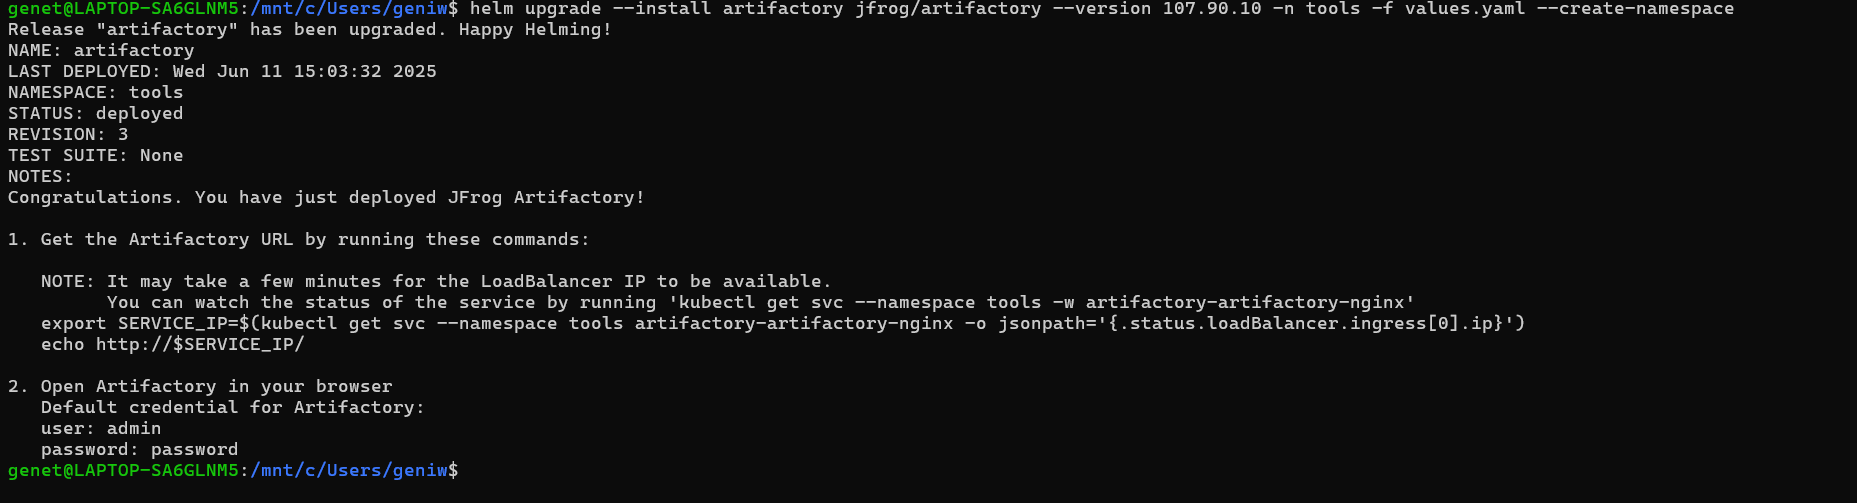 genet@LAPTOP-SA6GLNM5:/mnt/c/Users/geniw$ helm upgrade --install artifactory jfrog/artifactory --version 107.90.10 -n tools -f values.yaml --create-namespace
Release "artifactory" has been upgraded. Happy Helming!
NAME: artifactory
LAST DEPLOYED: Wed Jun 11 15:03:32 2025
NAMESPACE: tools
STATUS: deployed
REVISION: 3
TEST SUITE: None
NOTES:
Congratulations. You have just deployed JFrog Artifactory!
1. Get the Artifactory URL by running these commands:
NOTE: It may take a few minutes for the LoadBalancer IP to be available.
You can watch the status of the service by running 'kubectl get svc --namespace tools -w artifactory-artifactory-nginx'
export SERVICE_IP=$(kubectl get svc --namespace tools artifactory-artifactory-nginx -o jsonpath='{.status.loadBalancer.ingress[0].ip}')
echo http://$SERVICE_IP/
2. Open Artifactory in your browser
Default credential for Artifactory:
user: admin
password: password
genet@LAPTOP-SA6GLNM5:/mnt/c/Users/geniw$